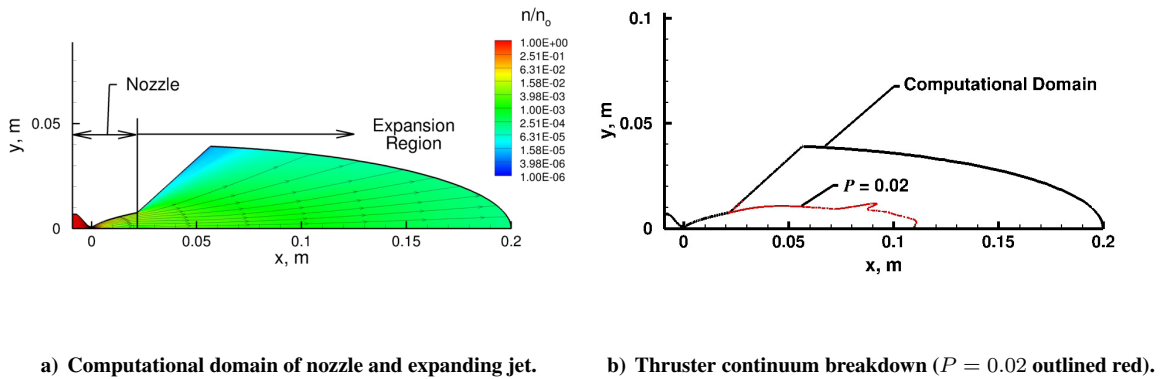 n/nₒ
1.00E+00
2.51E-01
6.31E-02
1.58E-02
3.98E-03
1.00E-03
2.51E-04
6.31E-05
1.58E-05
3.98E-06
1.00E-06
Nozzle
Expansion
Region
y, m
0.05
0
0
0.05
0.1
0.15
0.2
x, m
a) Computational domain of nozzle and expanding jet.
y, m
0.1
0.05
0
Computational Domain
P = 0.02
0
0.05
0.1
0.15
0.2
x, m
b) Thruster continuum breakdown (P = 0.02 outlined red).